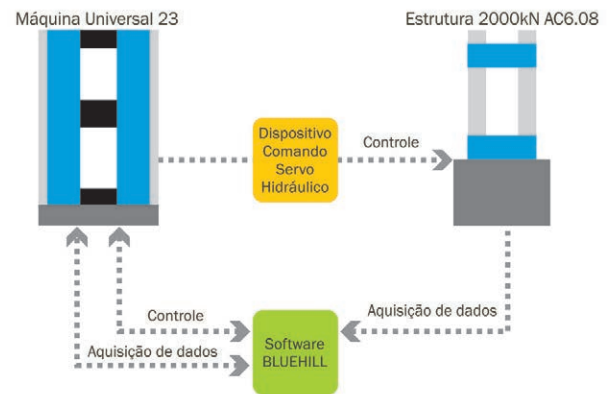 Máquina Universal 23
Estrutura 2000kN AC6.08
Dispositivo
Comando
Servo
Hidráulico
Controle
Controle
Aquisição de dados
Software
BLUEHILL
Aquisição de dados